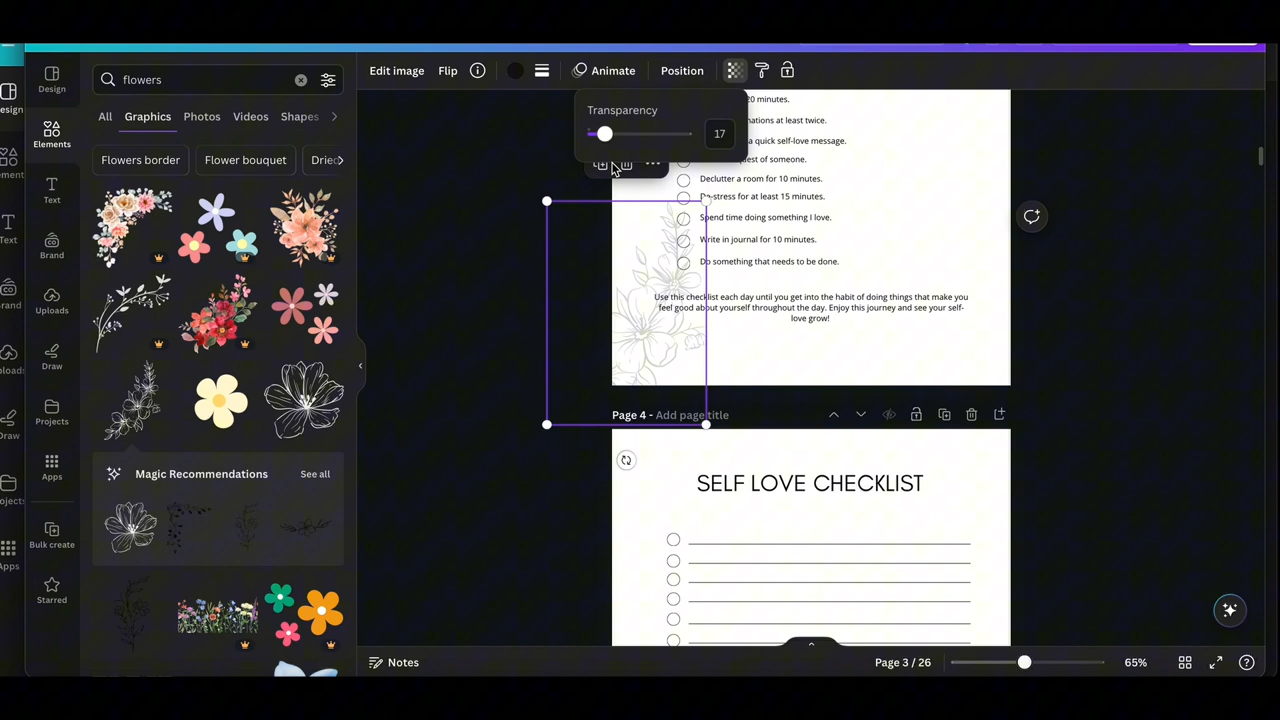 Edit image
Flip
Animate
Position
Design
flowers
All
Graphics
Photos
Videos
Shapes
Elements
Flowers border
Flower bouquet
Text
Brand
Uploads
Draw
Projects
Apps
Bulk create
Starred
Magic Recommendations
See all
Transparency
17
20 minutes.
a quick self-love message.
of someone.
Declutter a room for 10 minutes.
De-stress for at least 15 minutes.
Spend time doing something I love.
Write in journal for 10 minutes.
Do something that needs to be done.
Use this checklist each day until you get into the habit of doing things that make you
feel good about yourself throughout the day. Enjoy this journey and see your self-
love grow!
Page 4 - Add page title
SELF LOVE CHECKLIST
Notes
Page 3 / 26
65%